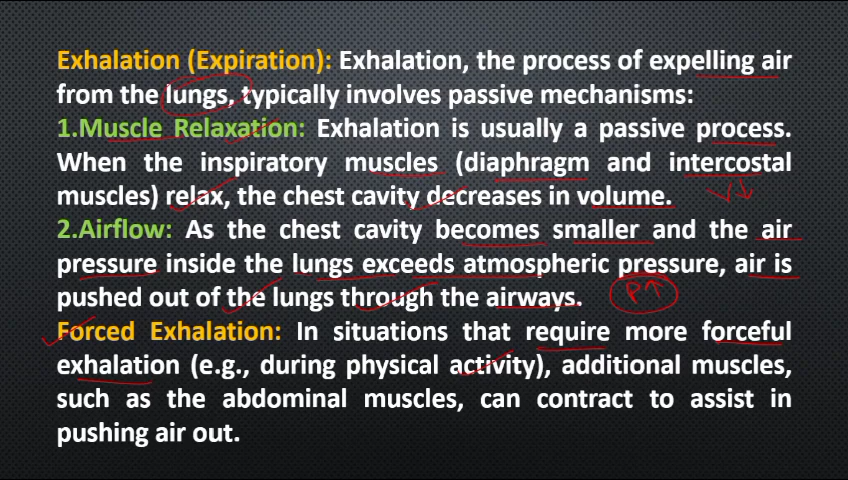 Exhalation (Expiration): Exhalation, the process of expelling air
from the lungs, typically involves passive mechanisms:
1.Muscle Relaxation: Exhalation is usually a passive process.
When the inspiratory muscles (diaphragm and intercostal
muscles) relax, the chest cavity decreases in volume.
V↓
2.Airflow: As the chest cavity becomes smaller and the air
pressure inside the lungs exceeds atmospheric pressure, air is
pushed out of the lungs through the airways.
P↑
Forced Exhalation: In situations that require more forceful
exhalation (e.g., during physical activity), additional muscles,
such as the abdominal muscles, can contract to assist in
pushing air out.